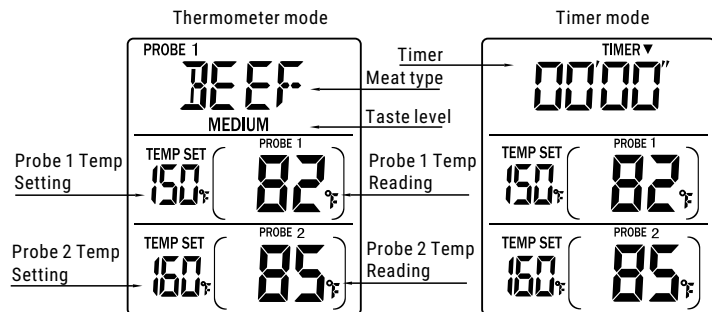 Thermometer mode
Timer mode
PROBE 1
BEEF
MEDIUM
TEMP SET
150°F
PROBE 1
82°F
TEMP SET
160°F
PROBE 2
85°F
Timer
Meat type
Taste level
Probe 1 Temp
Setting
Probe 1 Temp
Reading
Probe 2 Temp
Setting
Probe 2 Temp
Reading
TIMER▼
00'00"
TEMP SET
150°F
PROBE 1
82°F
TEMP SET
160°F
PROBE 2
85°F